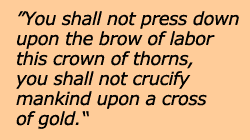 ”You shall not press down
upon the brow of labor
this crown of thorns,
you shall not crucify
mankind upon a cross
of gold.“